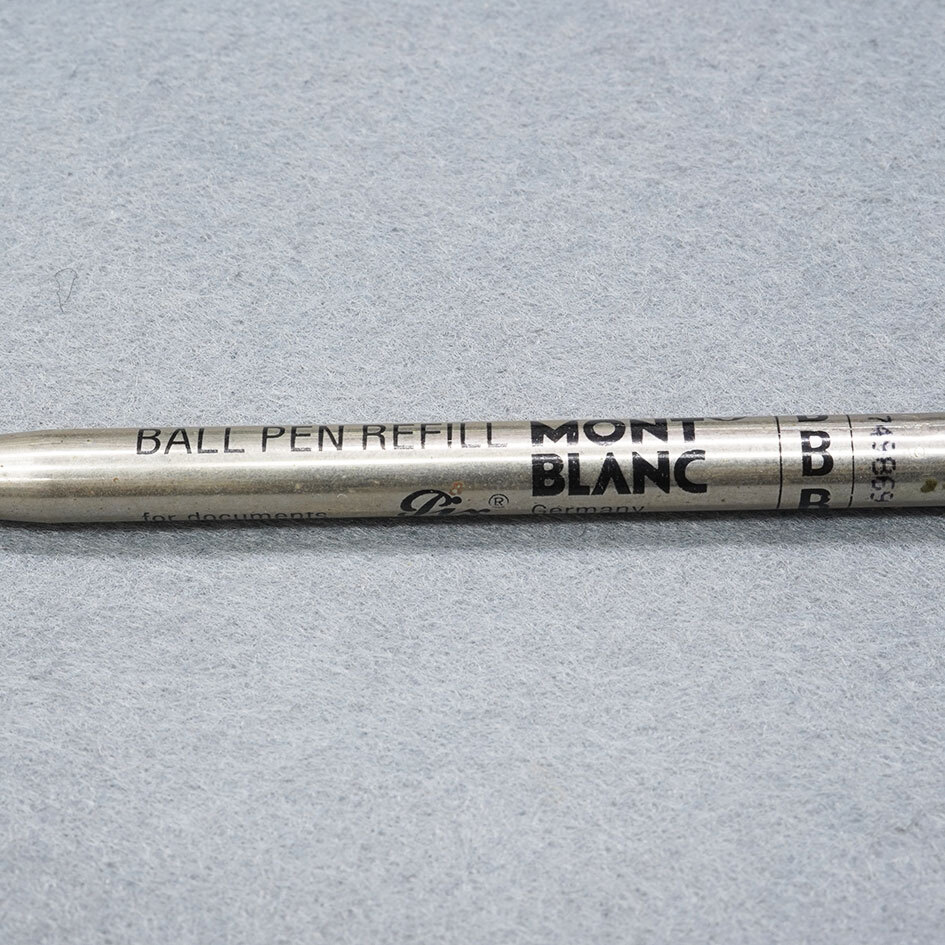 BALL PEN REFILL
MONT
BLANC
for documents
Pix®
Germany
B
B